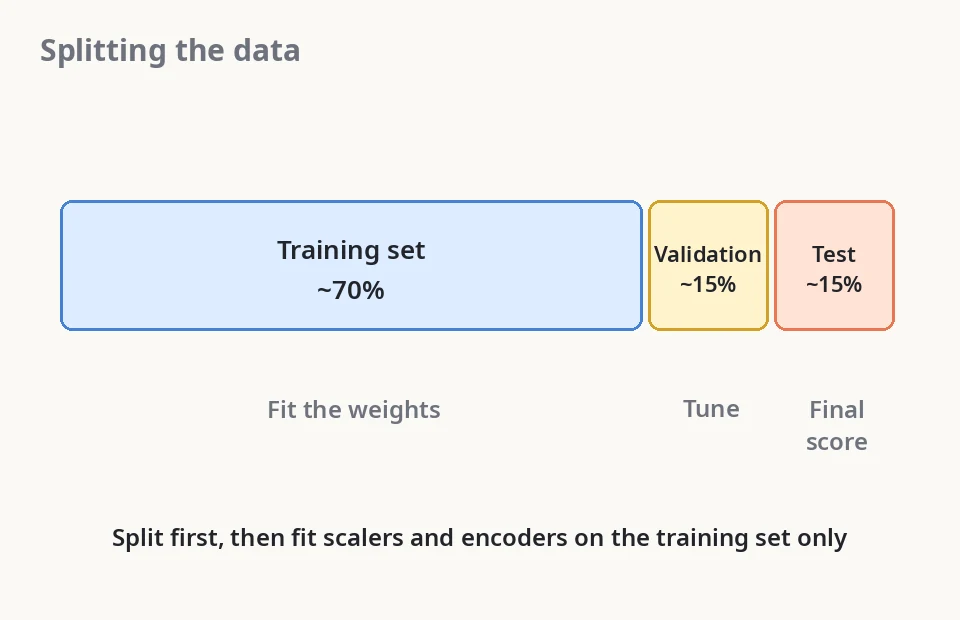 Splitting the data
Training set
~70%
Validation
~15%
Test
~15%
Fit the weights
Tune
Final
score
Split first, then fit scalers and encoders on the training set only